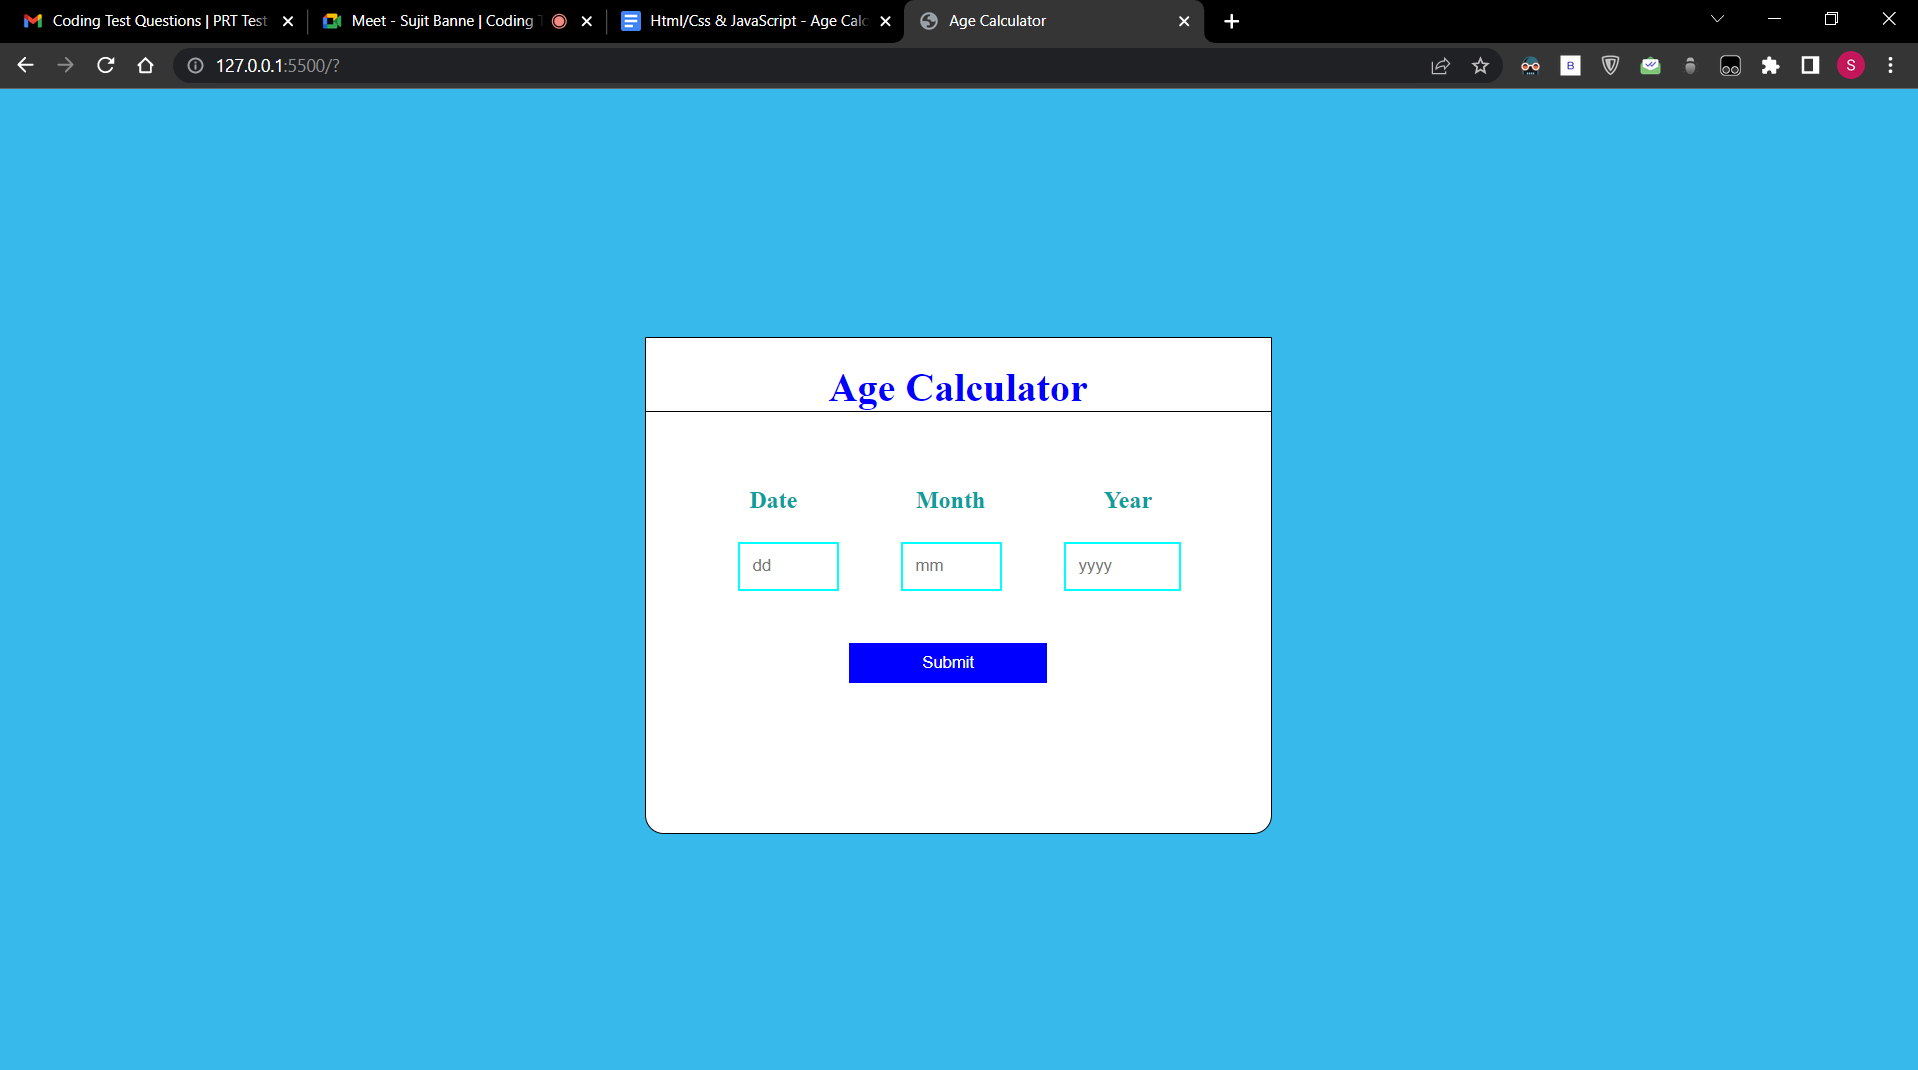 Coding Test Questions | PRT Test
Meet - Sujit Banne | Coding
Html/Css & JavaScript - Age Calc
Age Calculator
127.0.0.1:5500/?
B
S
Age Calculator
Date Month Year
dd mm yyyy
Submit